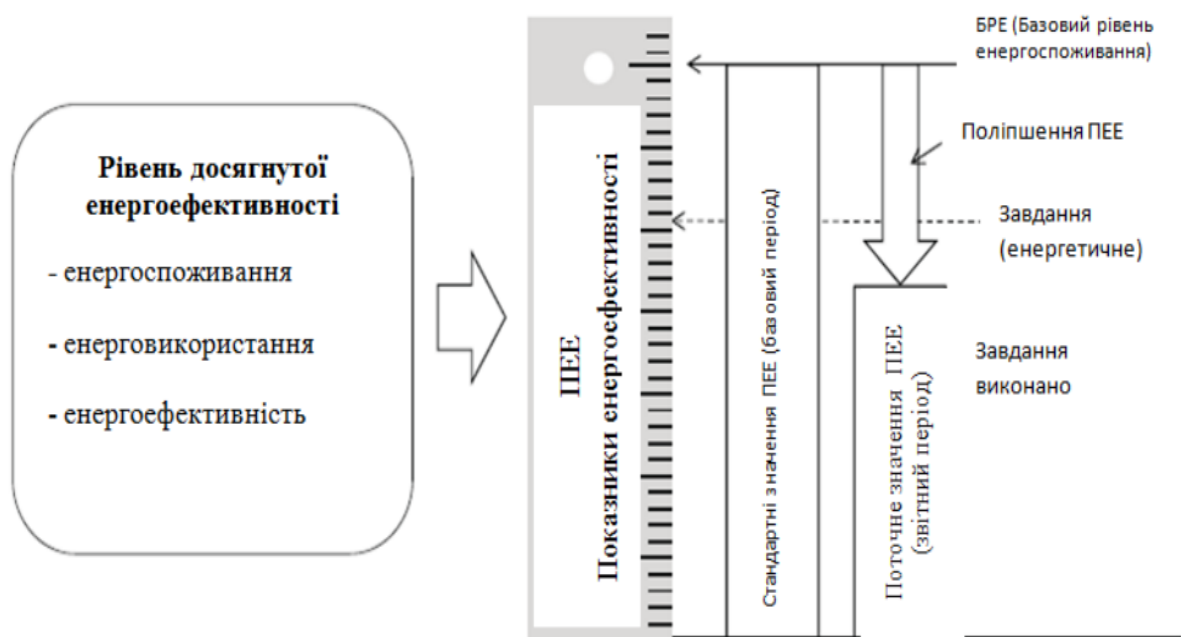 Рівень досягнутої
енергоефективності
- енергоспоживання
- енерговикористання
- енергоефективність
ПЕЕ
Показники енергоефективності
Стандартні значення ПЕЕ (базовий період)
Поточне значення ПЕЕ
(звітний період)
БРЕ (Базовий рівень
енергоспоживання)
Поліпшення ПЕЕ
Завдання
(енергетичне)
Завдання
виконано